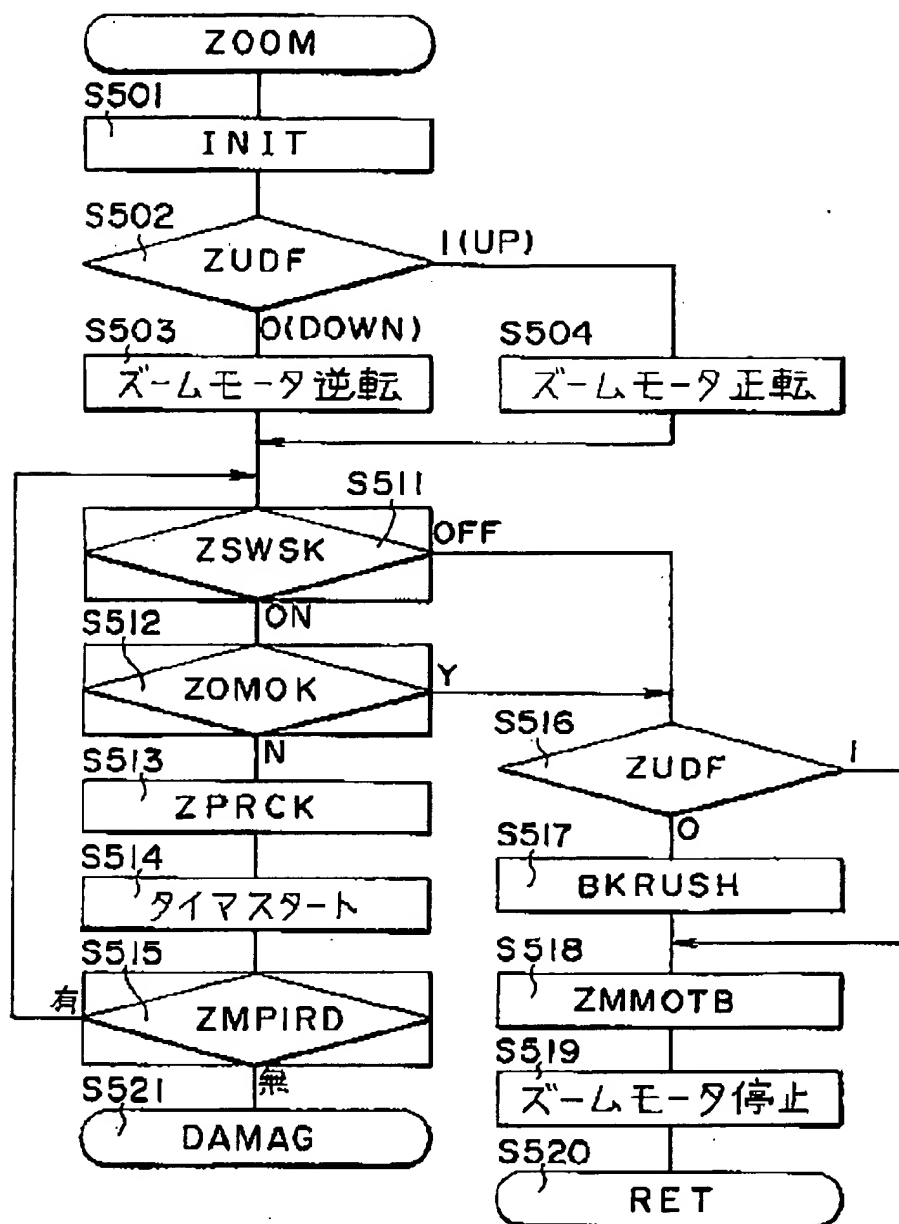 ZOOM
S501
INIT
S502
ZUDF
1(UP)
0(DOWN)
S503
ズームモータ逆転
S504
ズームモータ正転
S511
ZSWSK
OFF
ON
S512
ZOMOK
Y
N
S513
ZPRCK
S514
タイマスタート
S515
ZMPIRD
有
無
S521
DAMAG
S516
ZUDF
1
0
S517
BKRUSH
S518
ZMMOTB
S519
ズームモータ停止
S520
RET